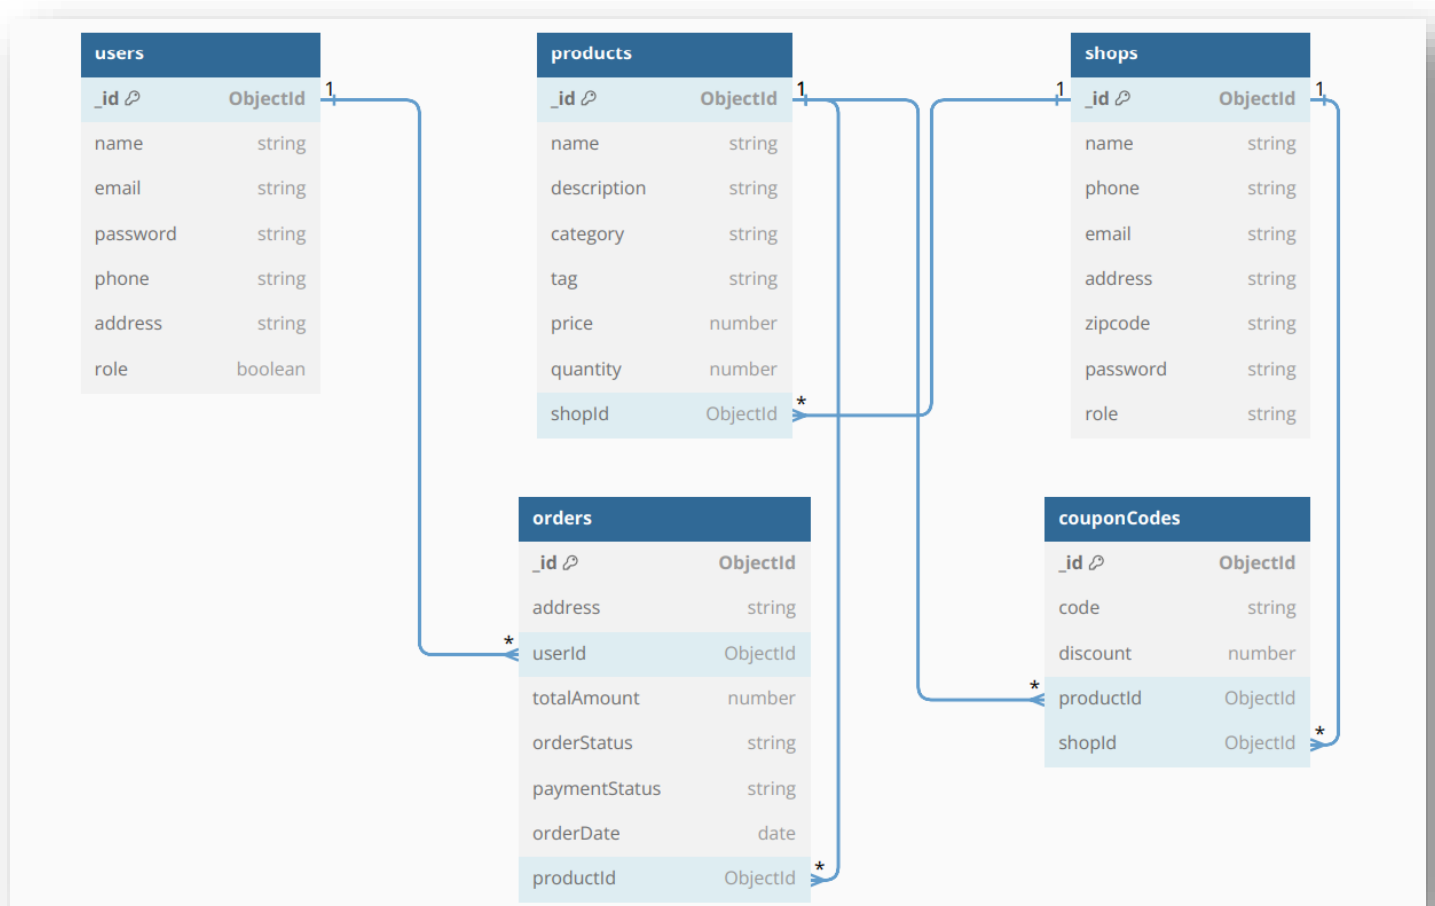 users
_id ObjectId 1
name string
email string
password string
phone string
address string
role boolean
products
_id ObjectId 1
name string
description string
category string
tag string
price number
quantity number
shopId ObjectId *
shops
1 _id ObjectId 1
name string
phone string
email string
address string
zipcode string
password string
role string
orders
_id ObjectId
address string
* userId ObjectId
totalAmount number
orderStatus string
paymentStatus string
orderDate date
productId ObjectId *
couponCodes
_id ObjectId
code string
discount number
* productId ObjectId
shopId ObjectId *